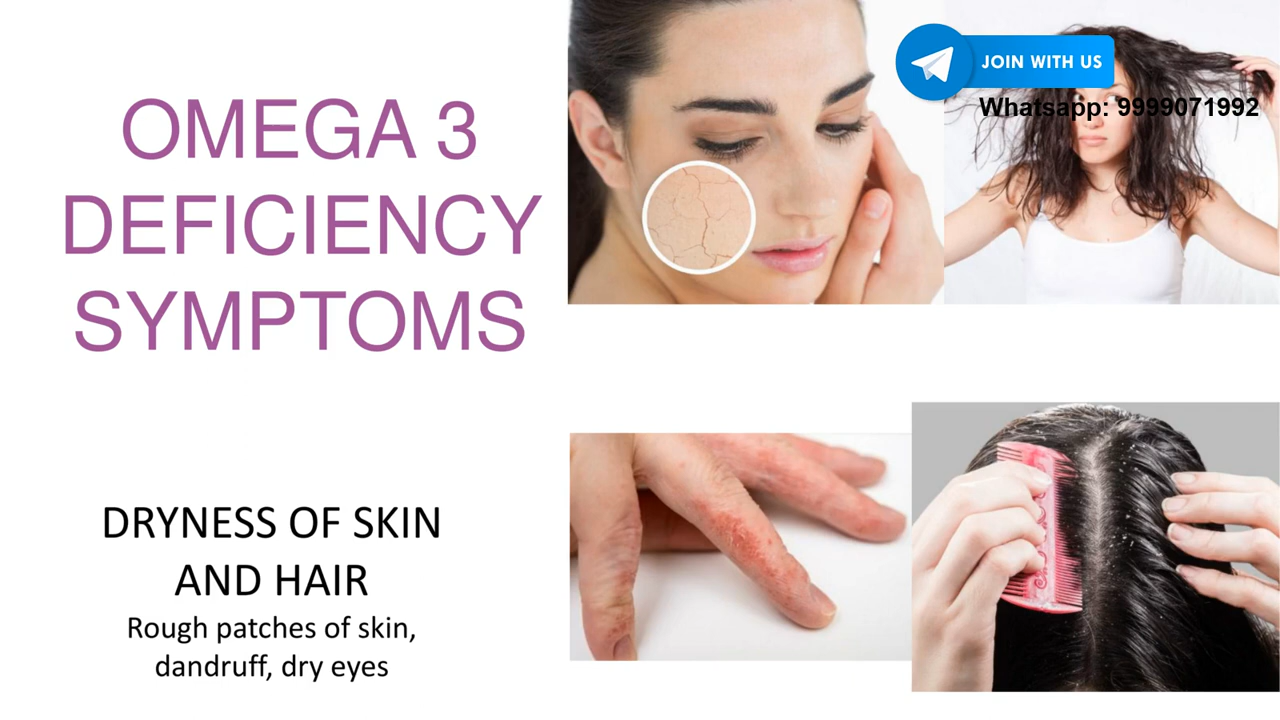 OMEGA 3
DEFICIENCY
SYMPTOMS
JOIN WITH US
Whatsapp: 9999071992
DRYNESS OF SKIN
AND HAIR
Rough patches of skin,
dandruff, dry eyes